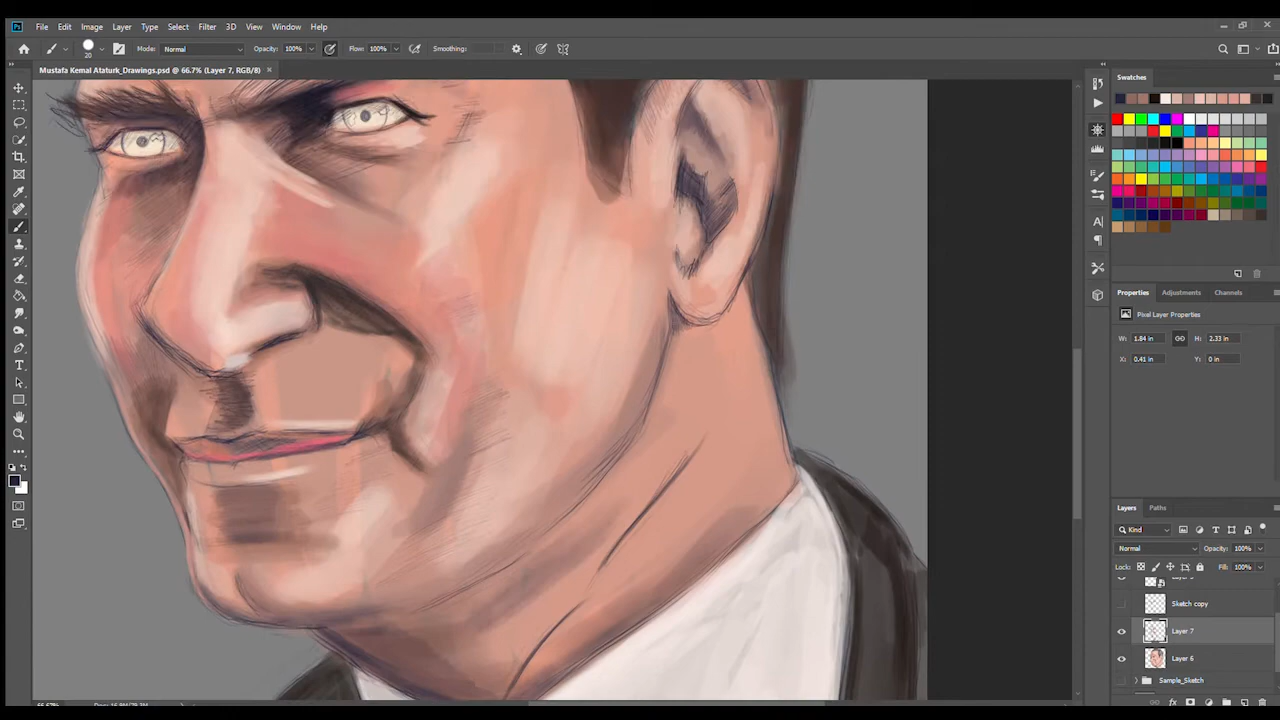 File Edit Image Layer Type Select Filter 3D View Window Help
20 Mode: Normal Opacity: 100% Flow: 100% Smoothing:
Mustafa Kemal Ataturk_Drawings.psd @ 66.7% (Layer 7, RGB/8)
Swatches
Properties Adjustments Channels
Pixel Layer Properties
W: 1.84 in H: 2.33 in
X: 0.41 in Y: 0 in
Layers Paths
Kind
Normal Opacity: 100%
Lock: Fill: 100%
Sketch copy
Layer 7
Layer 6
Sample_Sketch